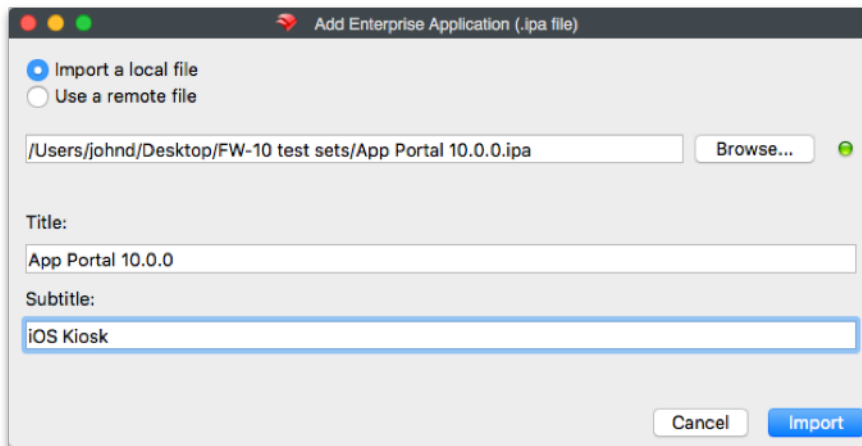 Add Enterprise Application (.ipa file)
Import a local file
Use a remote file
/Users/johnd/Desktop/FW-10 test sets/App Portal 10.0.0.ipa
Browse...
Title:
App Portal 10.0.0
Subtitle:
iOS Kiosk
Cancel
Import